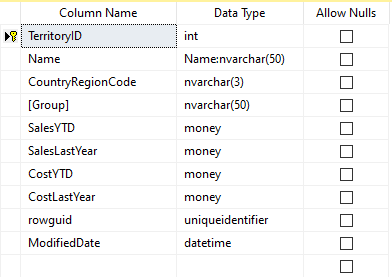 Column Name Data Type Allow Nulls
TerritoryID int
Name Name:nvarchar(50)
CountryRegionCode nvarchar(3)
[Group] nvarchar(50)
SalesYTD money
SalesLastYear money
CostYTD money
CostLastYear money
rowguid uniqueidentifier
ModifiedDate datetime